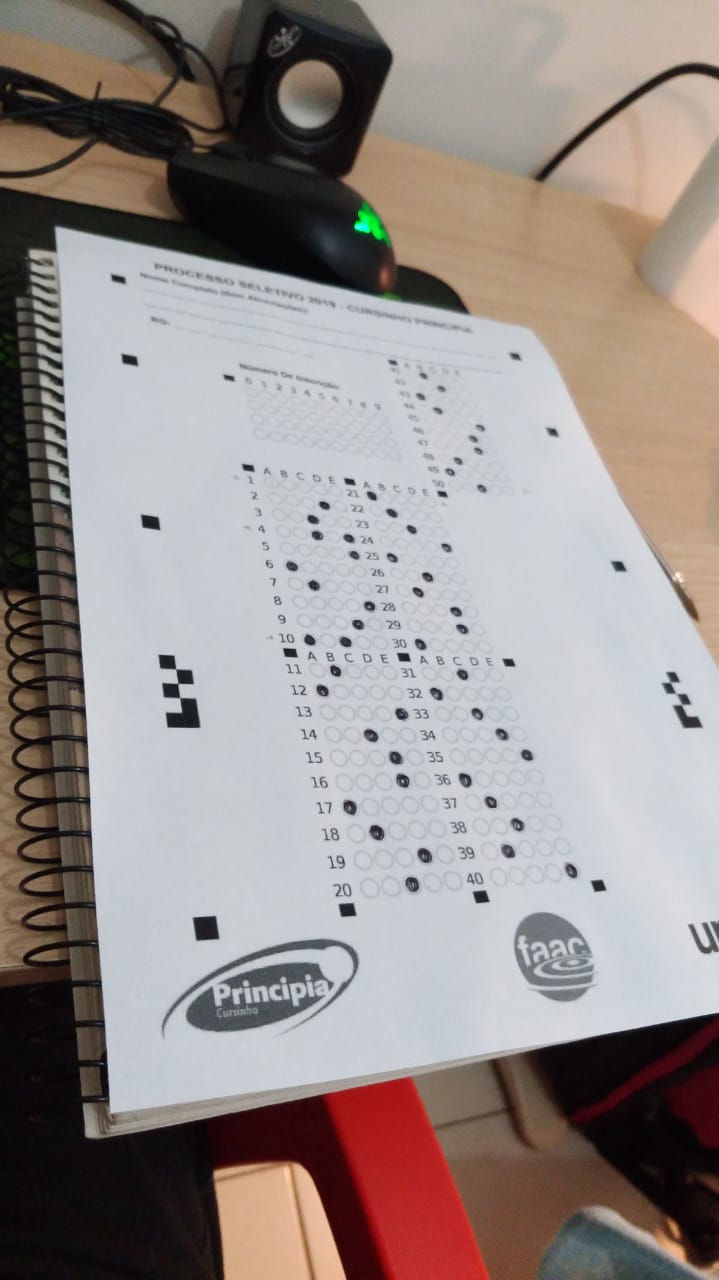 PROCESSO SELETIVO 2019 - CURSINHO PRINCIPIA
Nome Completo (Sem Abreviações):
RG:
Número De Inscrição:
0 1 2 3 4 5 6 7 8 9
A B C D E
41
42
43
44
45
46
47
48
49
50
A B C D E A B C D E
1 21
2 22
3 23
4 24
5 25
6 26
7 27
8 28
9 29
10 30
A B C D E A B C D E
11 31
12 32
13 33
14 34
15 35
16 36
17 37
18 38
19 39
20 40
Principia
Cursinho
faac
un